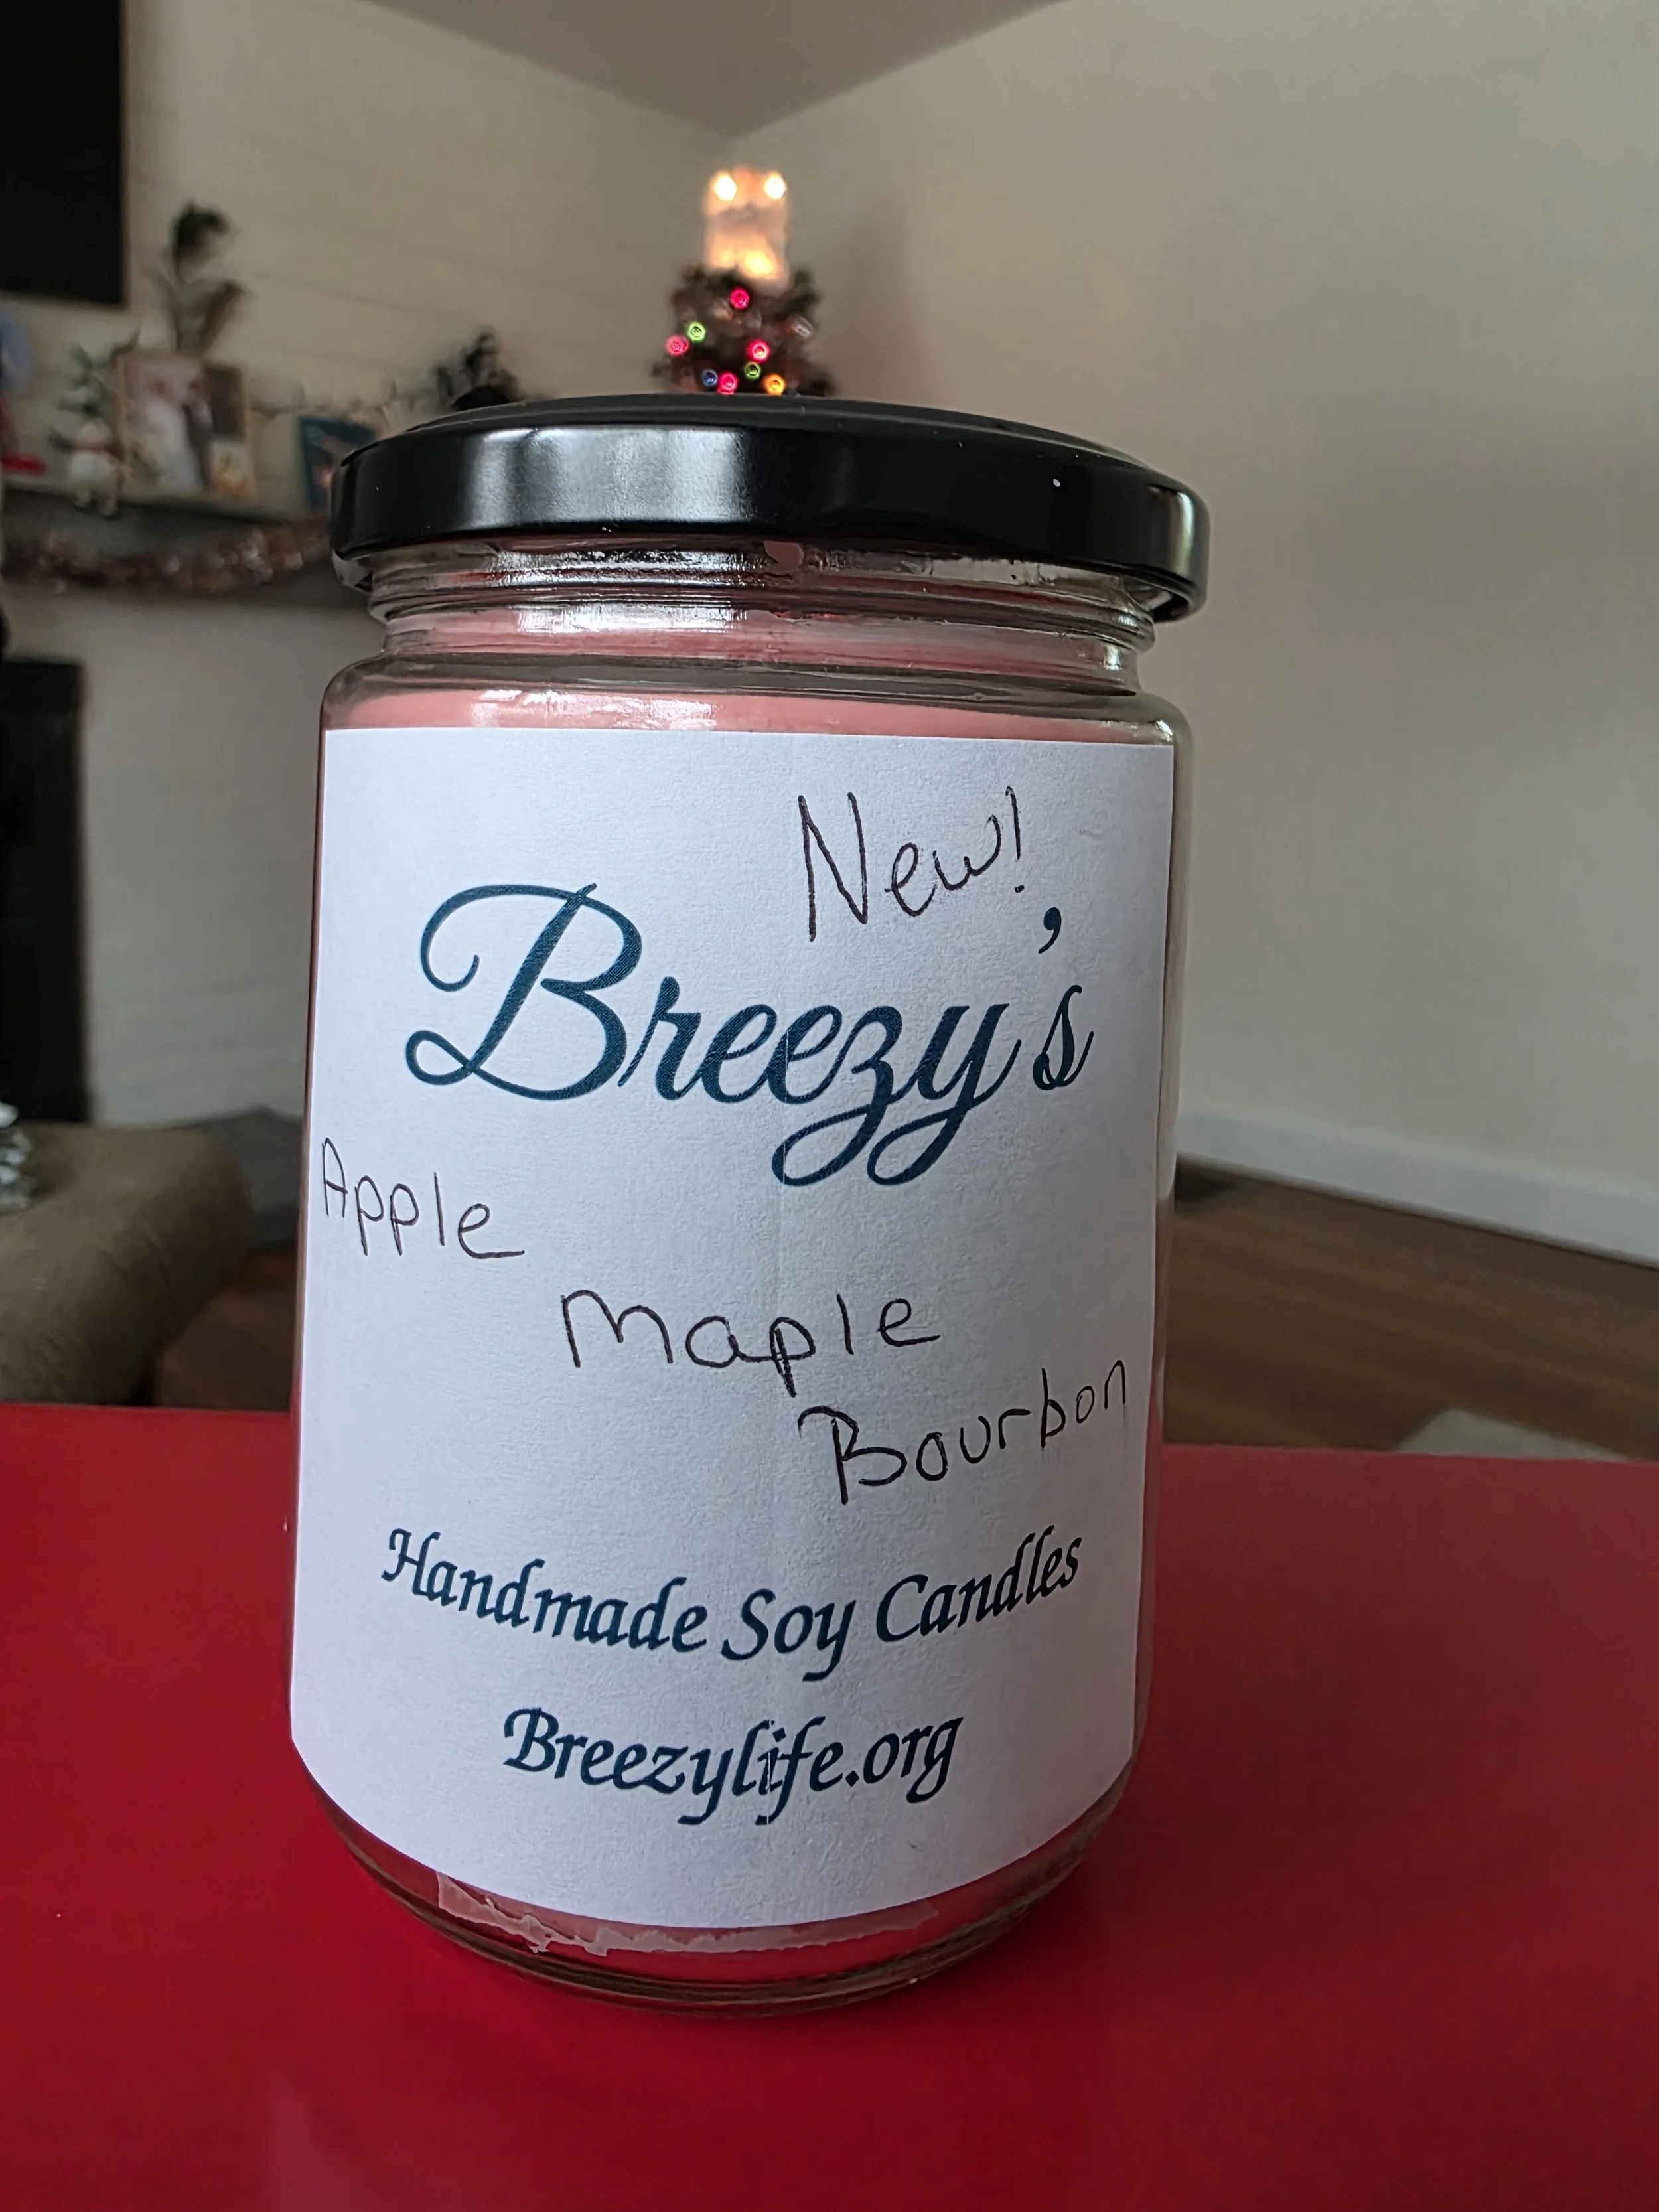 New!
Breezy's
Apple
Maple
Bourbon
Handmade Soy Candles
Breezylife.org